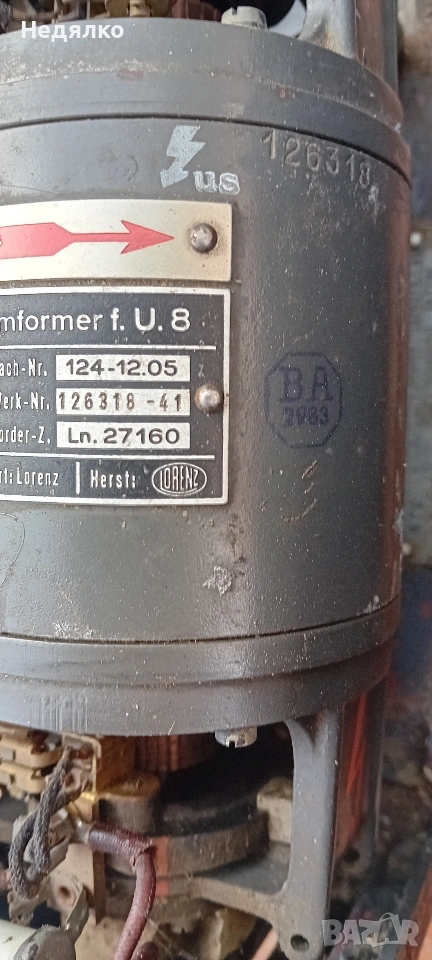 Недялко
us
126318
mformer f. U. 8
ach-Nr. 124-12.05
erk-Nr. 126318-41
order-Z. Ln. 27160
rt: Lorenz Herst: LORENZ
BA
2983
BAZAR